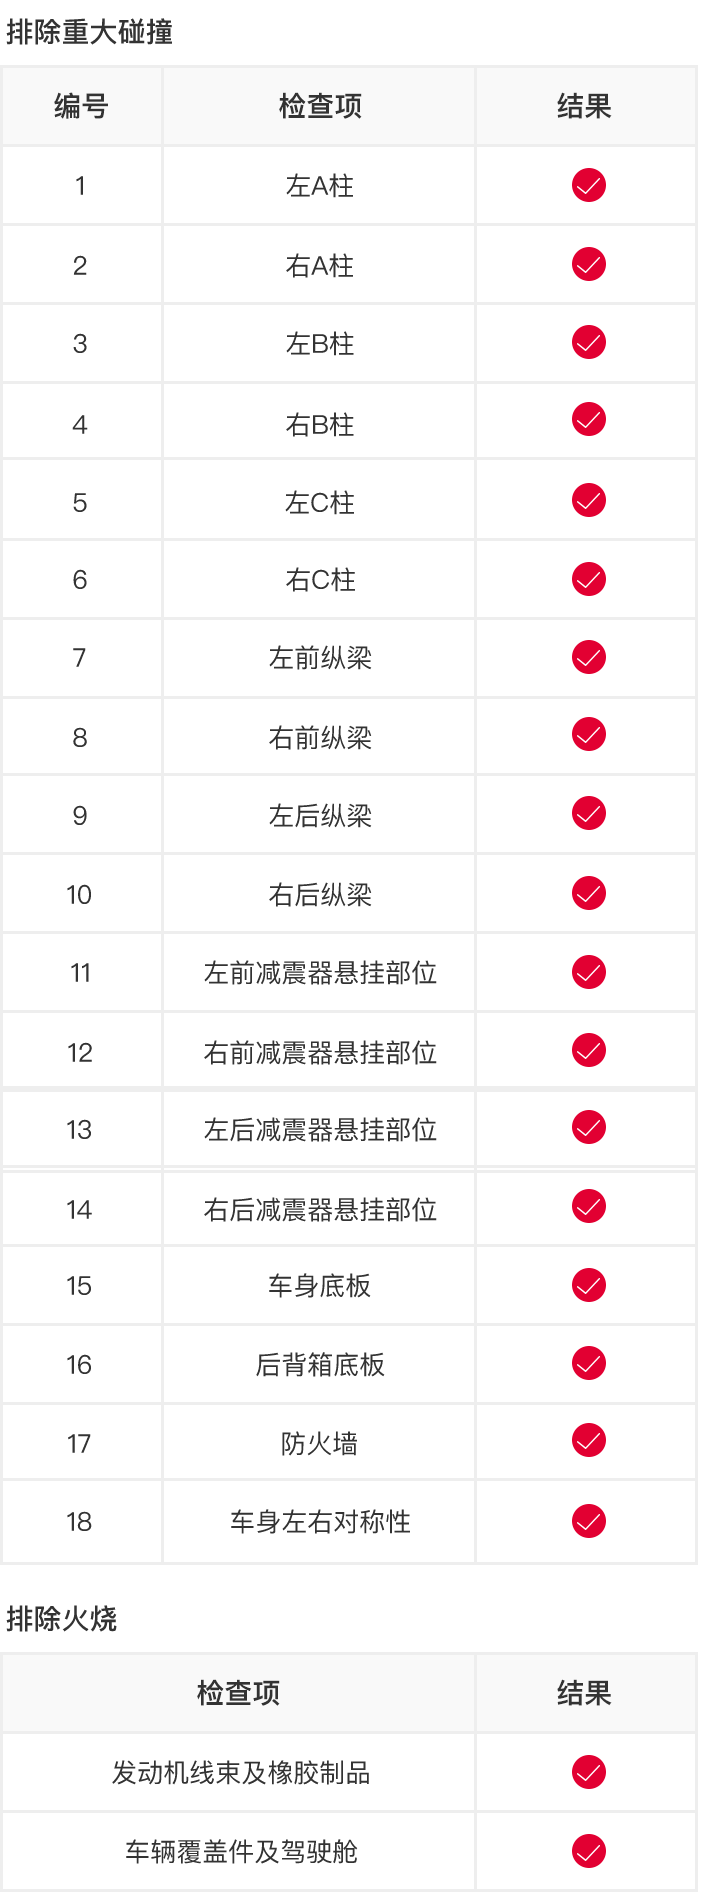 排除重大碰撞
编号 检查项 结果
1 左A柱
2 右A柱
3 左B柱
4 右B柱
5 左C柱
6 右C柱
7 左前纵梁
8 右前纵梁
9 左后纵梁
10 右后纵梁
11 左前减震器悬挂部位
12 右前减震器悬挂部位
13 左后减震器悬挂部位
14 右后减震器悬挂部位
15 车身底板
16 后背箱底板
17 防火墙
18 车身左右对称性
排除火烧
检查项 结果
发动机线束及橡胶制品
车辆覆盖件及驾驶舱